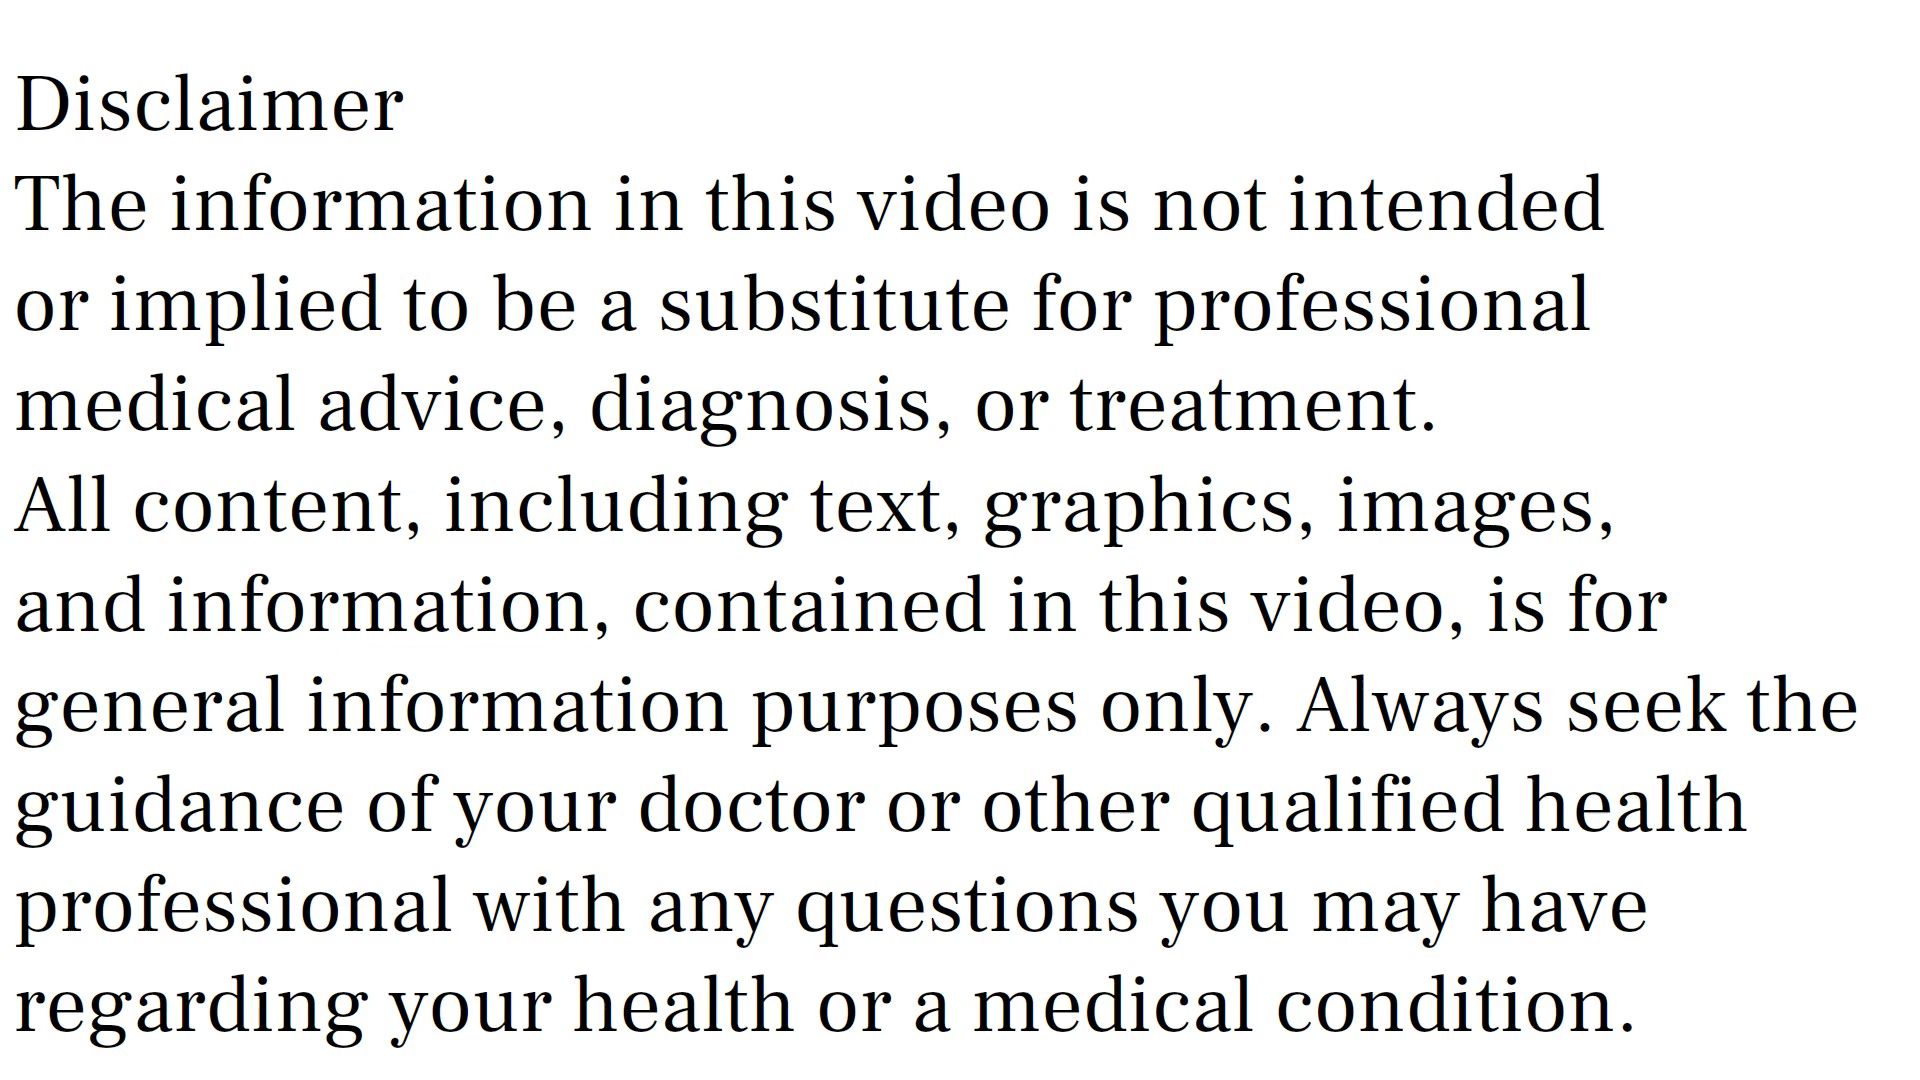 Disclaimer
The information in this video is not intended
or implied to be a substitute for professional
medical advice, diagnosis, or treatment.
All content, including text, graphics, images,
and information, contained in this video, is for
general information purposes only. Always seek the
guidance of your doctor or other qualified health
professional with any questions you may have
regarding your health or a medical condition.